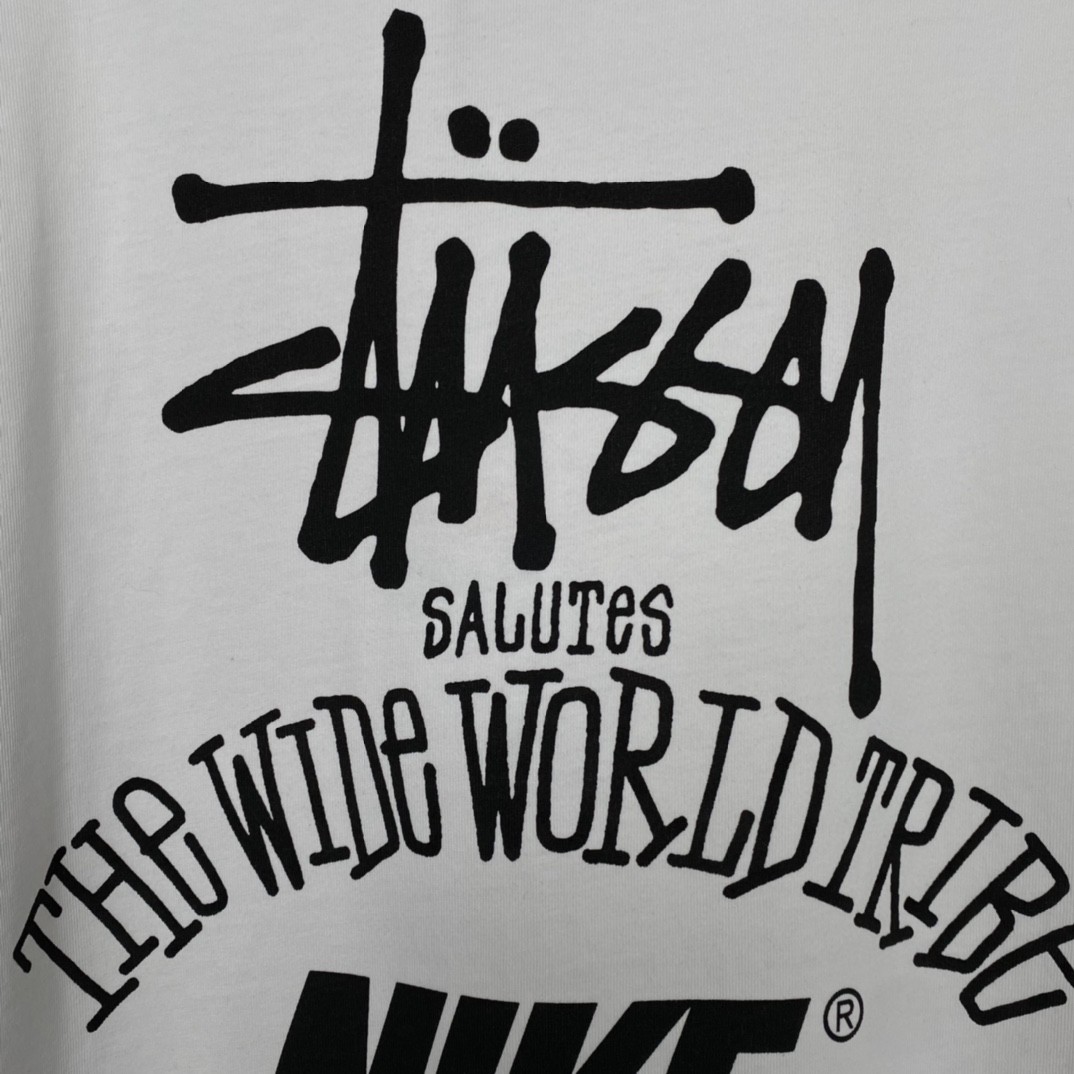 Stüssy
SALUTES
THE WIDE WORLD TRIBE
NIKE®